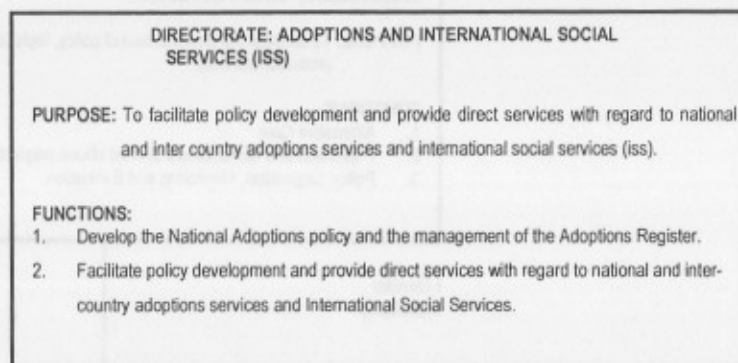 DIRECTORATE: ADOPTIONS AND INTERNATIONAL SOCIAL
SERVICES (ISS)
PURPOSE: To facilitate policy development and provide direct services with regard to national
and inter country adoptions services and international social services (iss).
FUNCTIONS:
1. Develop the National Adoptions policy and the management of the Adoptions Register.
2. Facilitate policy development and provide direct services with regard to national and inter-
country adoptions services and International Social Services.